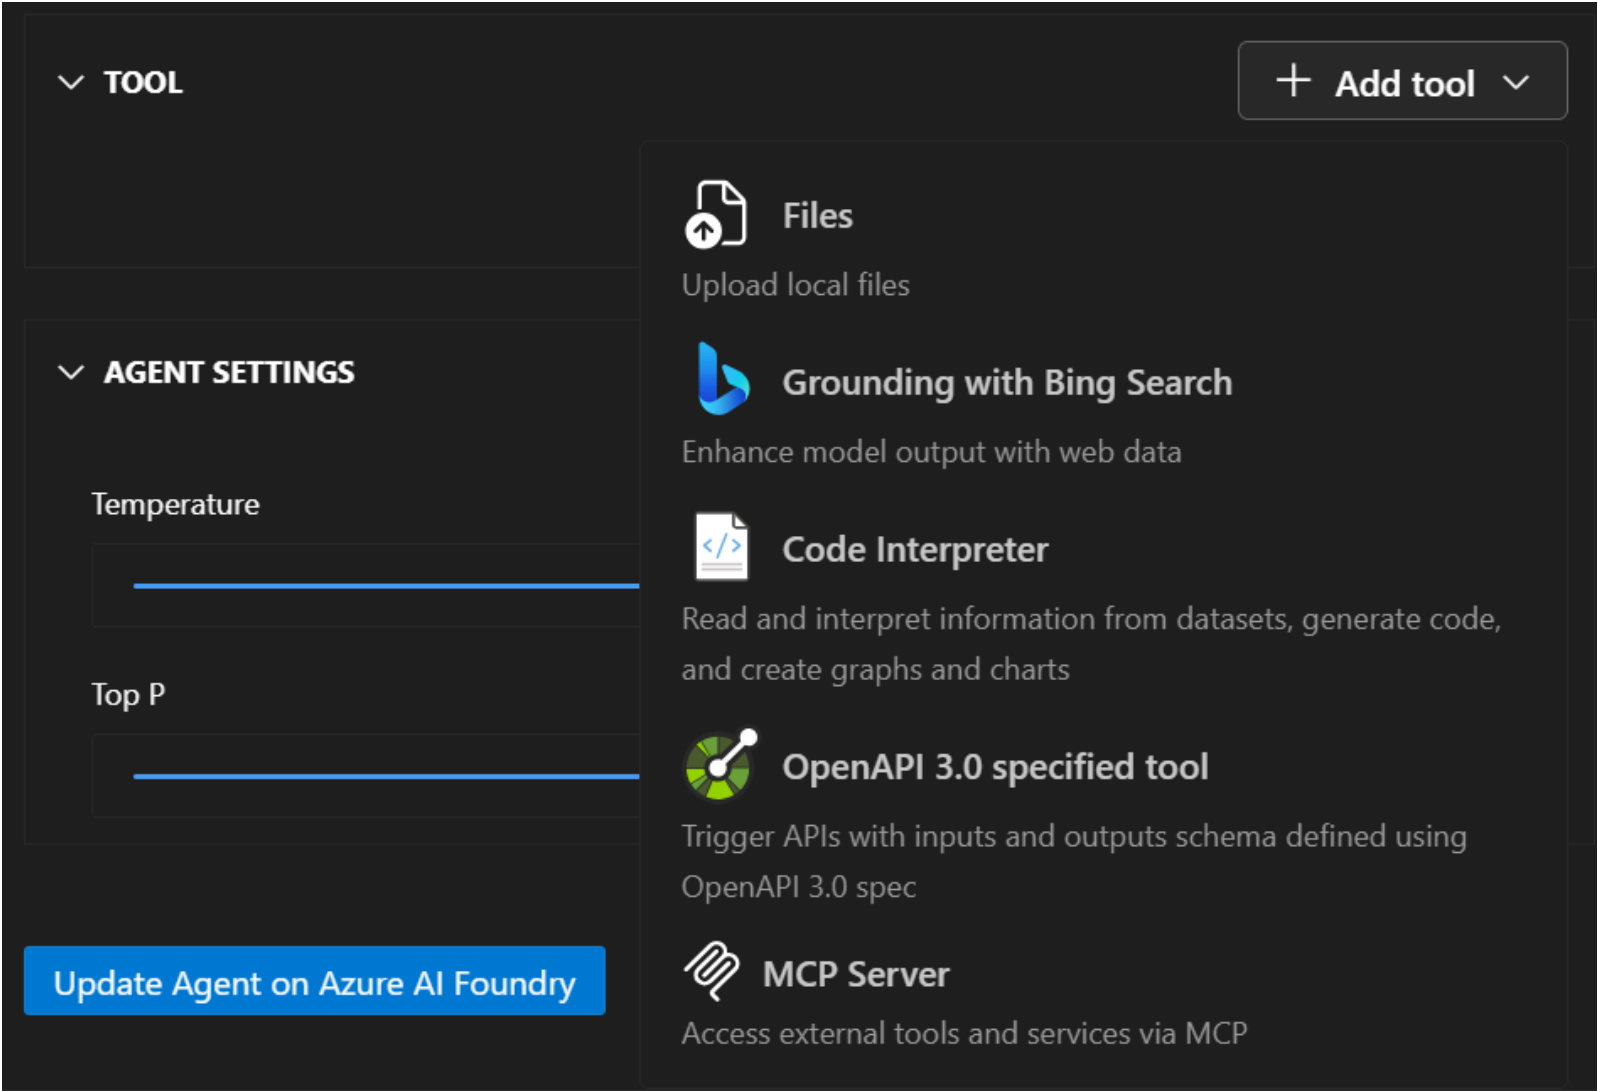 TOOL
Add tool
Files
Upload local files
Grounding with Bing Search
Enhance model output with web data
Code Interpreter
Read and interpret information from datasets, generate code,
and create graphs and charts
OpenAPI 3.0 specified tool
Trigger APIs with inputs and outputs schema defined using
OpenAPI 3.0 spec
MCP Server
Access external tools and services via MCP
AGENT SETTINGS
Temperature
Top P
Update Agent on Azure AI Foundry